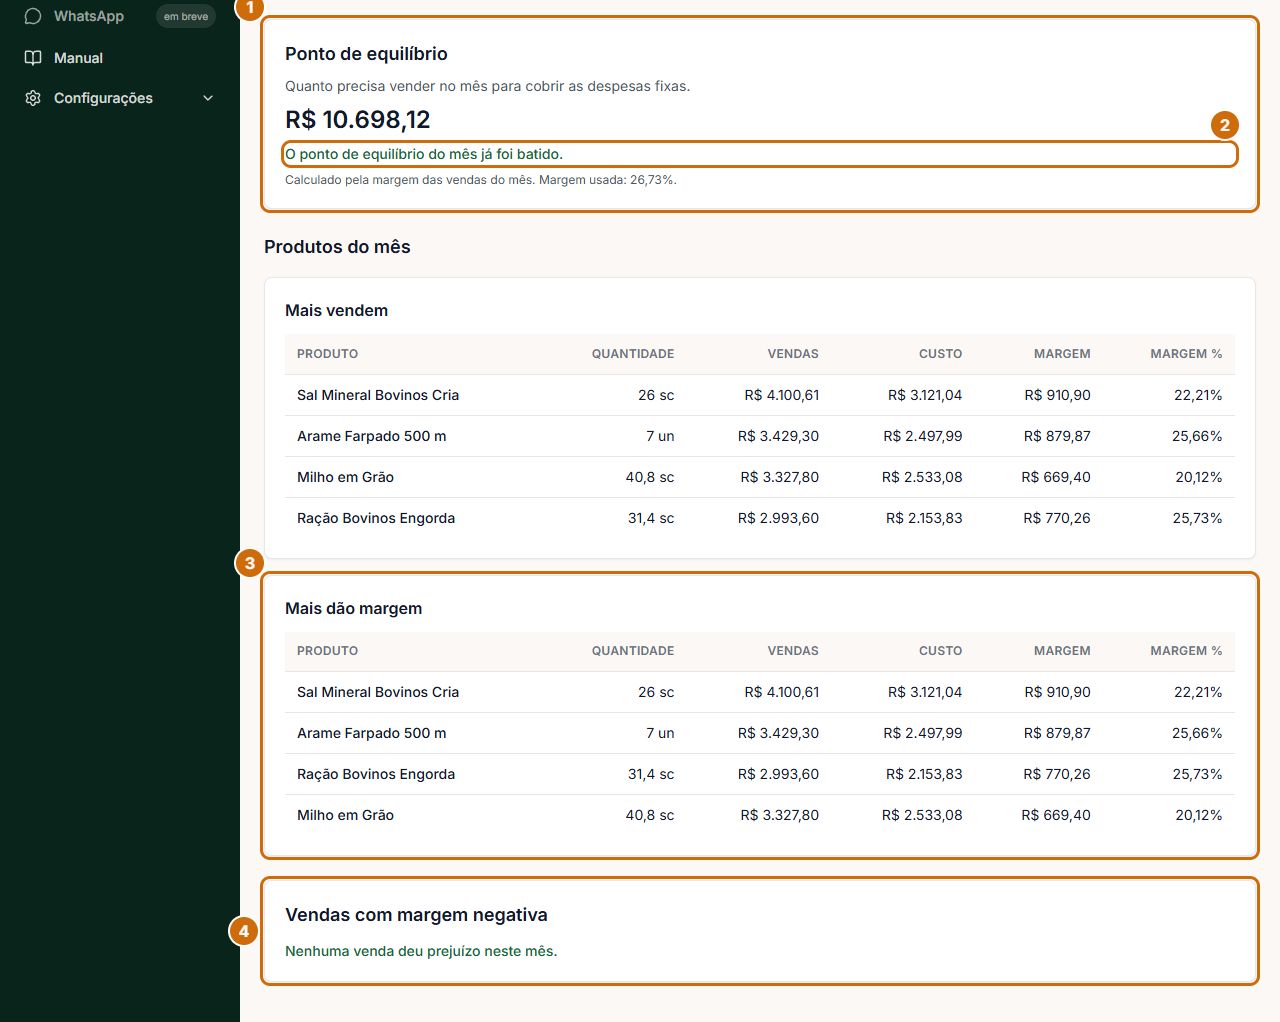 WhatsApp em breve
Manual
Configurações
1
Ponto de equilíbrio
Quanto precisa vender no mês para cobrir as despesas fixas.
R$ 10.698,12
2
O ponto de equilíbrio do mês já foi batido.
Calculado pela margem das vendas do mês. Margem usada: 26,73%.
Produtos do mês
Mais vendem
PRODUTO QUANTIDADE VENDAS CUSTO MARGEM MARGEM %
Sal Mineral Bovinos Cria 26 sc R$ 4.100,61 R$ 3.121,04 R$ 910,90 22,21%
Arame Farpado 500 m 7 un R$ 3.429,30 R$ 2.497,99 R$ 879,87 25,66%
Milho em Grão 40,8 sc R$ 3.327,80 R$ 2.533,08 R$ 669,40 20,12%
Ração Bovinos Engorda 31,4 sc R$ 2.993,60 R$ 2.153,83 R$ 770,26 25,73%
3
Mais dão margem
PRODUTO QUANTIDADE VENDAS CUSTO MARGEM MARGEM %
Sal Mineral Bovinos Cria 26 sc R$ 4.100,61 R$ 3.121,04 R$ 910,90 22,21%
Arame Farpado 500 m 7 un R$ 3.429,30 R$ 2.497,99 R$ 879,87 25,66%
Ração Bovinos Engorda 31,4 sc R$ 2.993,60 R$ 2.153,83 R$ 770,26 25,73%
Milho em Grão 40,8 sc R$ 3.327,80 R$ 2.533,08 R$ 669,40 20,12%
4
Vendas com margem negativa
Nenhuma venda deu prejuízo neste mês.